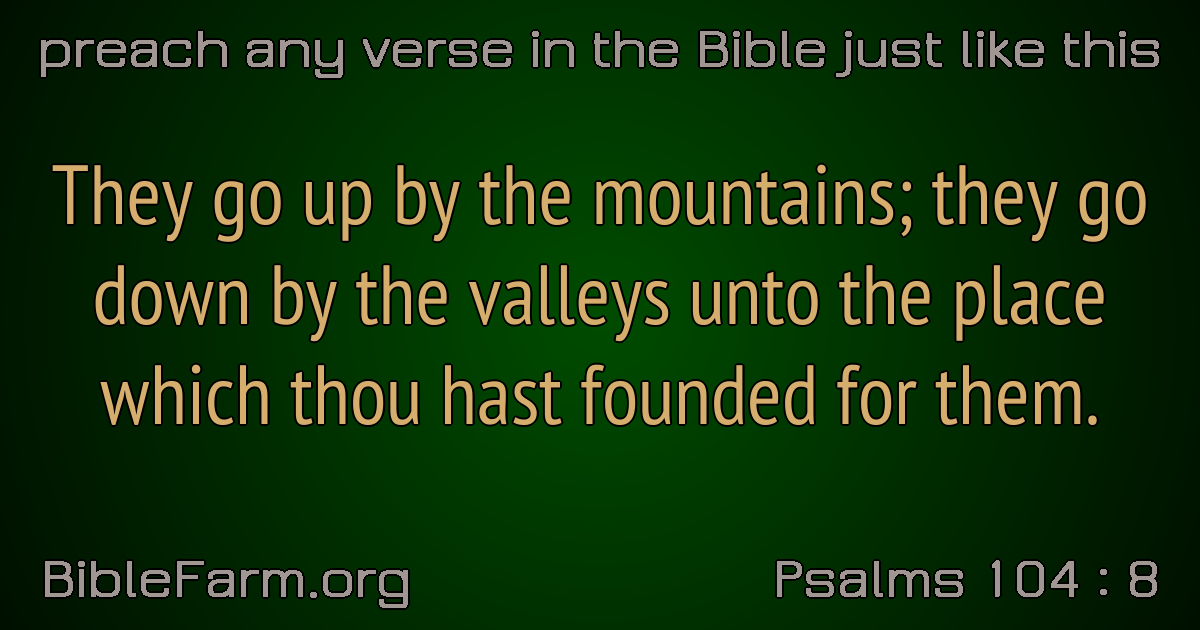 preach any verse in the Bible just like this
They go up by the mountains; they go
down by the valleys unto the place
which thou hast founded for them.
BibleFarm.org
Psalms 104 : 8